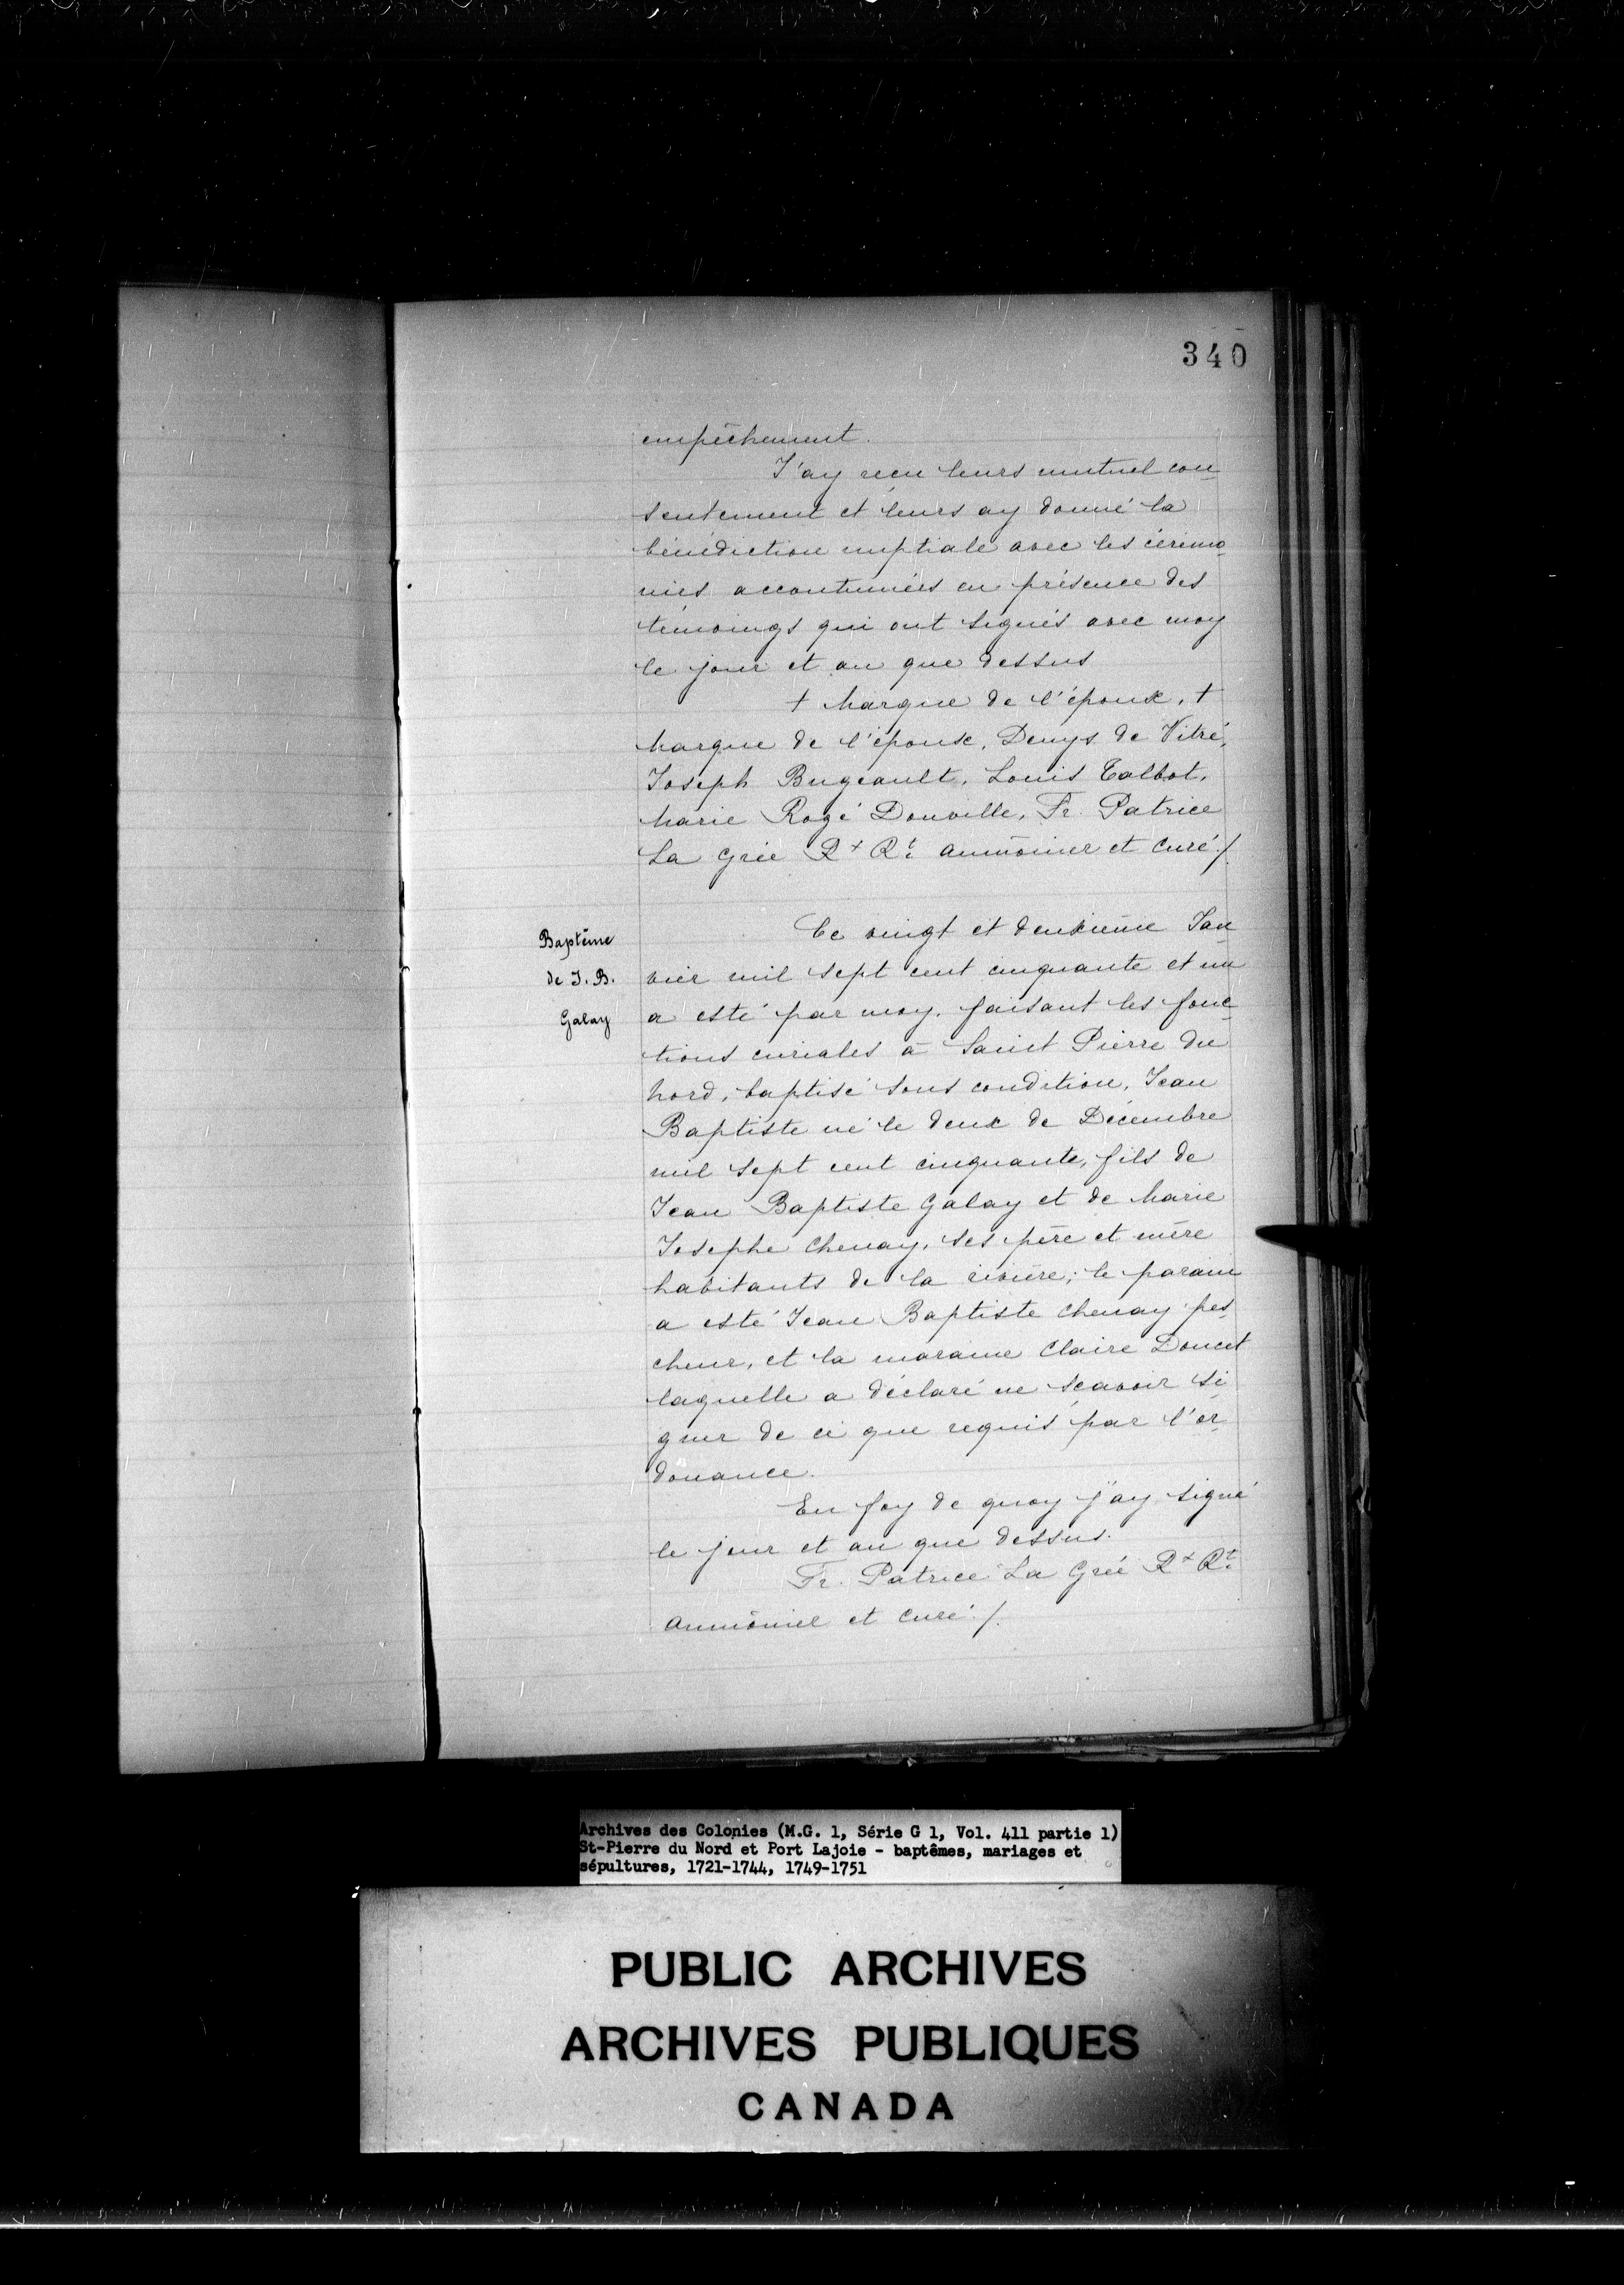 340
empêchement.
J'ay recu leurs mutuel con
sentement et leurs ay donné la
bénédiction nuptiale avec les cérémo
nies accoutumées en présence des
témoings qui ont signés avec moy
le jour et an que dessus
† Marque de l'époux, †
Marque de l'épouse, Denys de Vitré,
Joseph Bugeault, Louis Talbot,
Marie Rogé Douville, Fr. Patrice
La Grée Rx Rt Aumônier et Curé /.
Baptême
de J. B.
Galay
Ce vingt et deuxième Jan
vier mil sept cent cinquante et un
a esté par moy, faisant les fonc
tions curiales à Saint Pierre du
Nord, baptisé sous condition, Jean
Baptiste né le deux de Décembre
mil sept cent cinquante, fils de
Jean Baptiste Galay et de Marie
Josephe Chenay, ses père et mère
habitants de la rivière; le parain
a esté Jean Baptiste Chenay pes
cheur, et la maraine Claire Doucet
laquelle a déclaré ne scavoir si
gner de ce que requis par l'or
donance.
En foy de quoy j'ay signé
le jour et an que dessus.
Fr. Patrice La Grée Rx Rt
Aumônier et Curé /.
Archives des Colonies (M.G. 1, Série G 1, Vol. 411 partie 1)
St-Pierre du Nord et Port Lajoie - baptêmes, mariages et
sépultures, 1721-1744, 1749-1751
PUBLIC ARCHIVES
ARCHIVES PUBLIQUES
CANADA